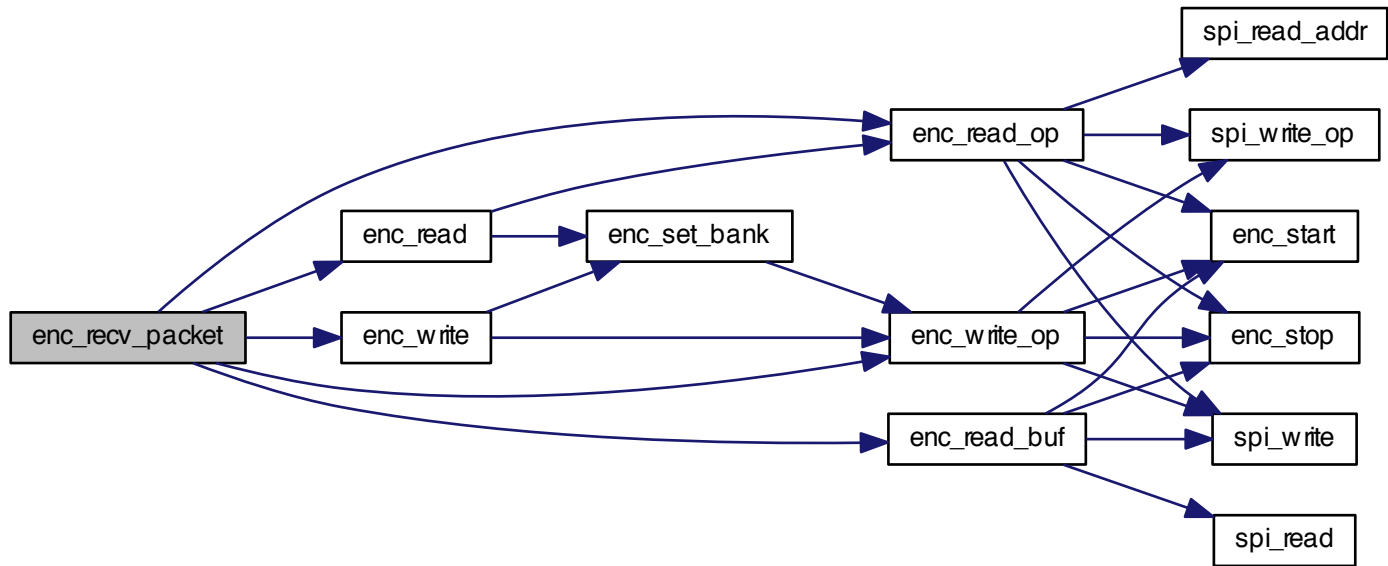 spi_read_addr
enc_read_op
spi_write_op
enc_read
enc_set_bank
enc_start
enc_recv_packet
enc_write
enc_write_op
enc_stop
enc_read_buf
spi_write
spi_read